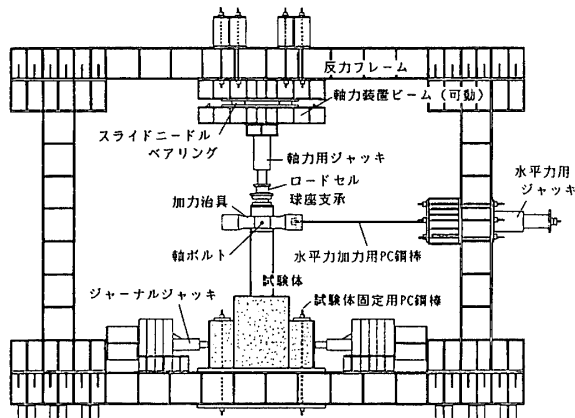 反力フレーム
軸力装置ビーム(可動)
スライドニードル
ベアリング
軸力用ジャッキ
水平力用
ジャッキ
ロードセル
球座支承
加力治具
軸ボルト
水平力加力用PC鋼棒
試験体
ジャーナルジャッキ
試験体固定用PC鋼棒